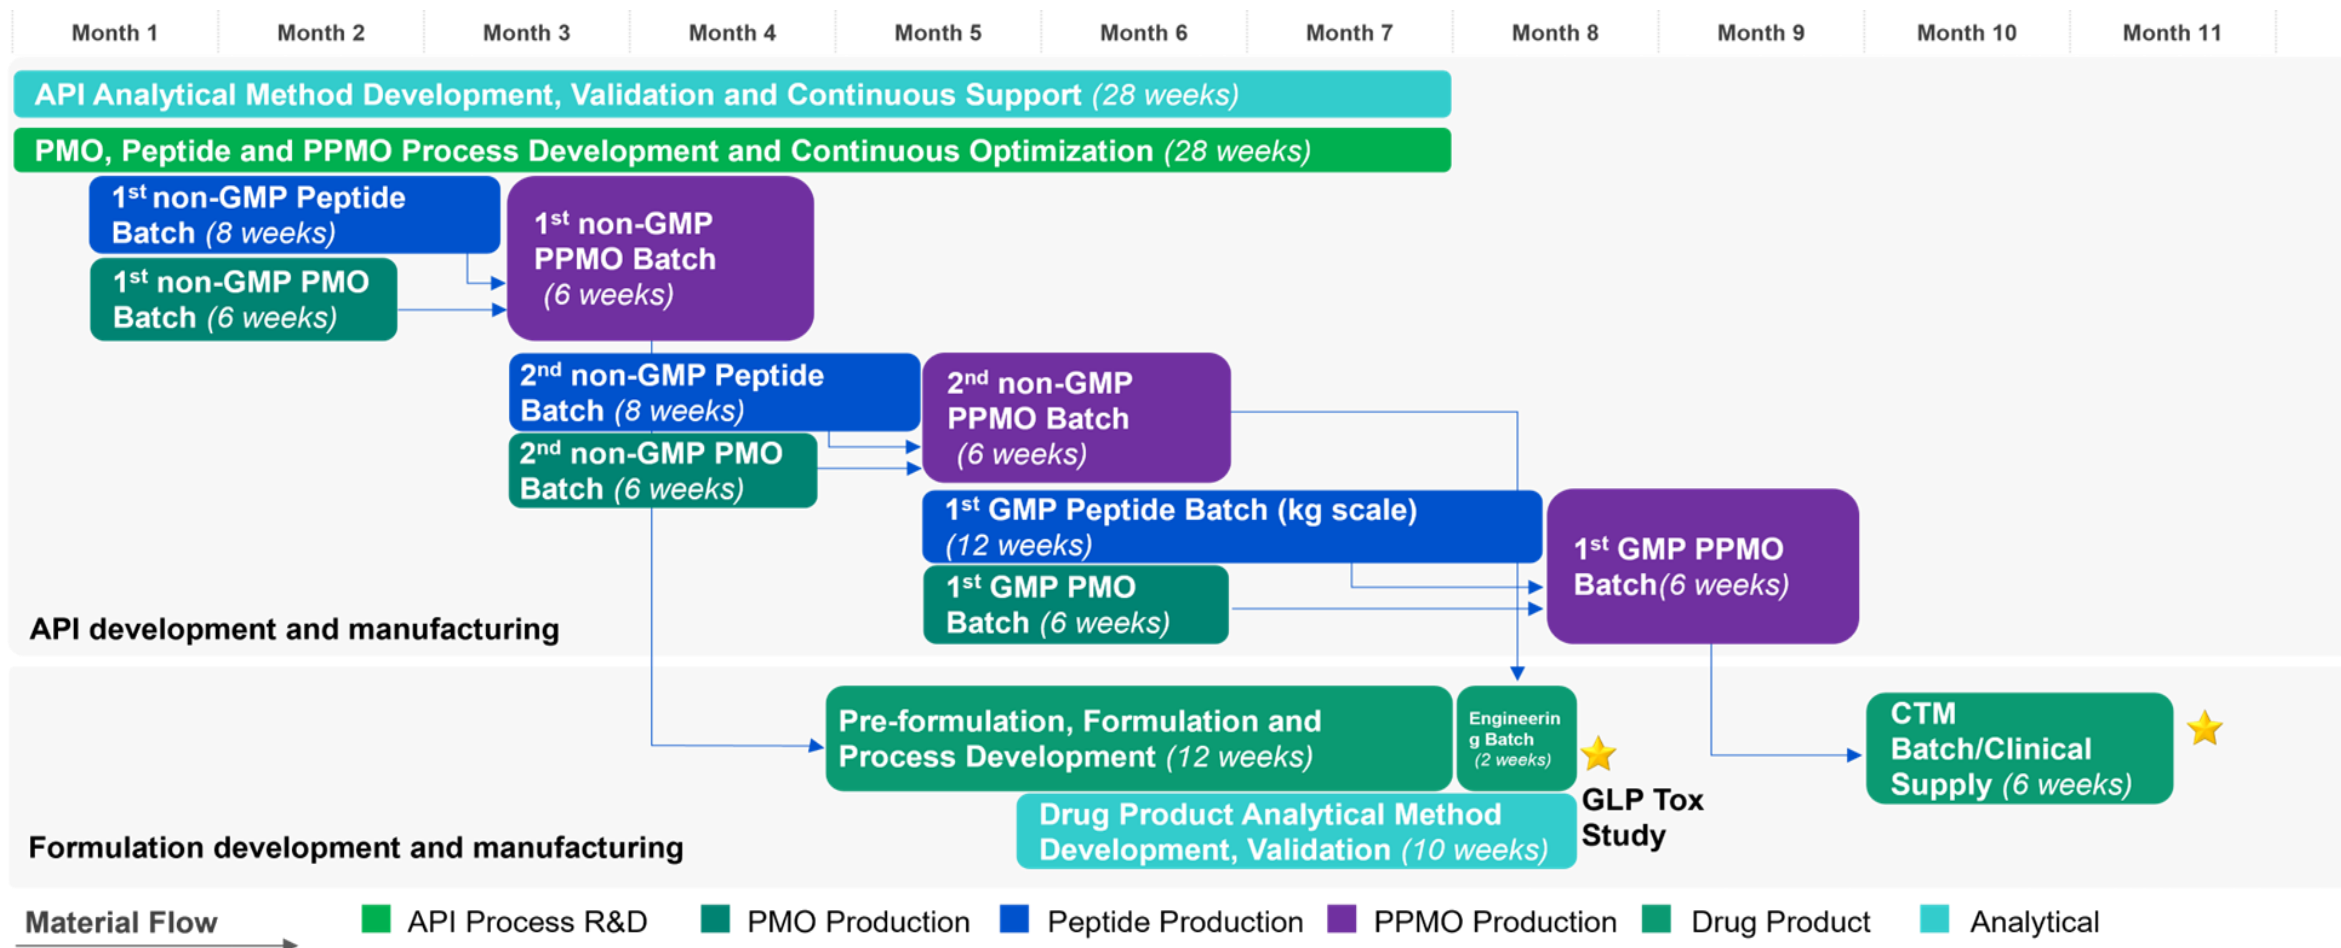 Month 1
Month 2
Month 3
Month 4
Month 5
Month 6
Month 7
Month 8
Month 9
Month 10
Month 11
API Analytical Method Development, Validation and Continuous Support (28 weeks)
PMO, Peptide and PPMO Process Development and Continuous Optimization (28 weeks)
1st non-GMP Peptide
Batch (8 weeks)
1st non-GMP PMO
Batch (6 weeks)
1st non-GMP
PPMO Batch
(6 weeks)
2nd non-GMP Peptide
Batch (8 weeks)
2nd non-GMP PMO
Batch (6 weeks)
2nd non-GMP
PPMO Batch
(6 weeks)
1st GMP Peptide Batch (kg scale)
(12 weeks)
1st GMP PMO
Batch (6 weeks)
1st GMP PPMO
Batch(6 weeks)
API development and manufacturing
Pre-formulation, Formulation and
Process Development (12 weeks)
Engineerin
g Batch
(2 weeks)
GLP Tox
Study
CTM
Batch/Clinical
Supply (6 weeks)
Drug Product Analytical Method
Development, Validation (10 weeks)
Formulation development and manufacturing
Material Flow
API Process R&D
PMO Production
Peptide Production
PPMO Production
Drug Product
Analytical